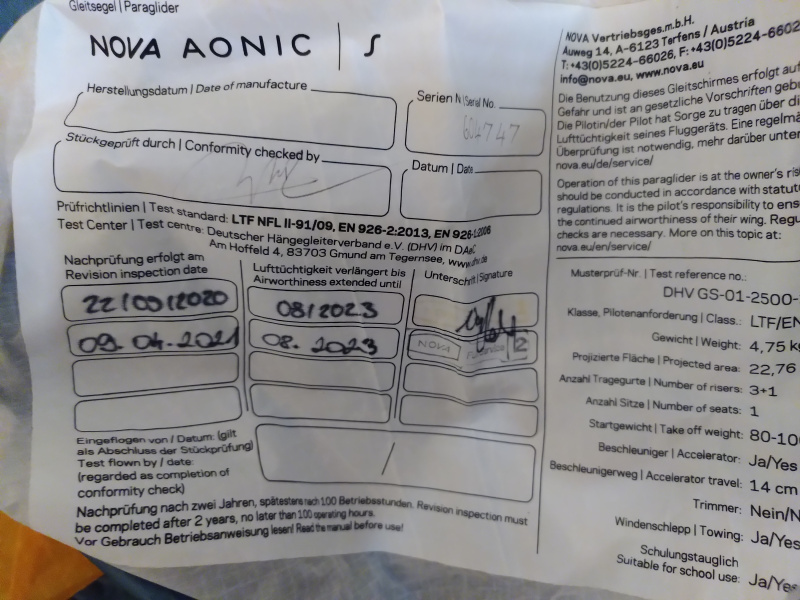 Gleitsegel | Paraglider
NOVA AONIC | S
Herstellungsdatum | Date of manufacture
Serien Nr. | Serial No.
604747
Stückgeprüft durch | Conformity checked by
Datum | Date
Prüfrichtlinien | Test standard: LTF NFL II-91/09, EN 926-2:2013, EN 926-1:2006
Test Center | Test centre: Deutscher Hängegleiterverband e.V. (DHV) im DAeC
Am Hoffeld 4, 83703 Gmund am Tegernsee, www.dhv.de
Nachprüfung erfolgt am
Revision inspection date
Lufttüchtigkeit verlängert bis
Airworthiness extended until
Unterschrift | Signature
22/09/2020
08/2023
09.04.2021
08.2023
NOVA
Eingeflogen von / Datum: (gilt
als Abschluss der Stückprüfung)
Test flown by / date:
(regarded as completion of
conformity check)
/
Nachprüfung nach zwei Jahren, spätestens nach 100 Betriebsstunden. Revision inspection must
be completed after 2 years, no later than 100 operating hours.
Vor Gebrauch Betriebsanweisung lesen! Read the manual before use!
NOVA Vertriebsges.m.b.H.
Auweg 14, A-6123 Terfens / Austria
T: +43(0)5224-66026, F: +43(0)5224-6602
info@nova.eu, www.nova.eu
Die Benutzung dieses Gleitschirmes erfolgt auf
Gefahr und ist an gesetzliche Vorschriften geb
Die Pilotin/der Pilot hat Sorge zu tragen über di
Lufttüchtigkeit seines Fluggeräts. Eine regelmä
Überprüfung ist notwendig, mehr darüber unter
nova.eu/de/service/
Operation of this paraglider is at the owner's ris
should be conducted in accordance with statuto
regulations. It is the pilot's responsibility to ens
the continued airworthiness of their wing. Regu
checks are necessary. More on this topic at:
nova.eu/en/service/
Musterprüf-Nr. | Test reference no.:
DHV GS-01-2500-
Klasse, Pilotenanforderung | Class.: LTF/EN
Gewicht | Weight: 4,75 kg
Projizierte Fläche | Projected area: 22,76
Anzahl Tragegurte | Number of risers: 3+1
Anzahl Sitze | Number of seats: 1
Startgewicht | Take off weight: 80-100
Beschleuniger | Accelerator: Ja/Yes
Beschleunigerweg | Accelerator travel: 14 cm
Trimmer: Nein/N
Windenschlepp | Towing: Ja/Yes
Schulungstauglich
Suitable for school use: Ja/Yes